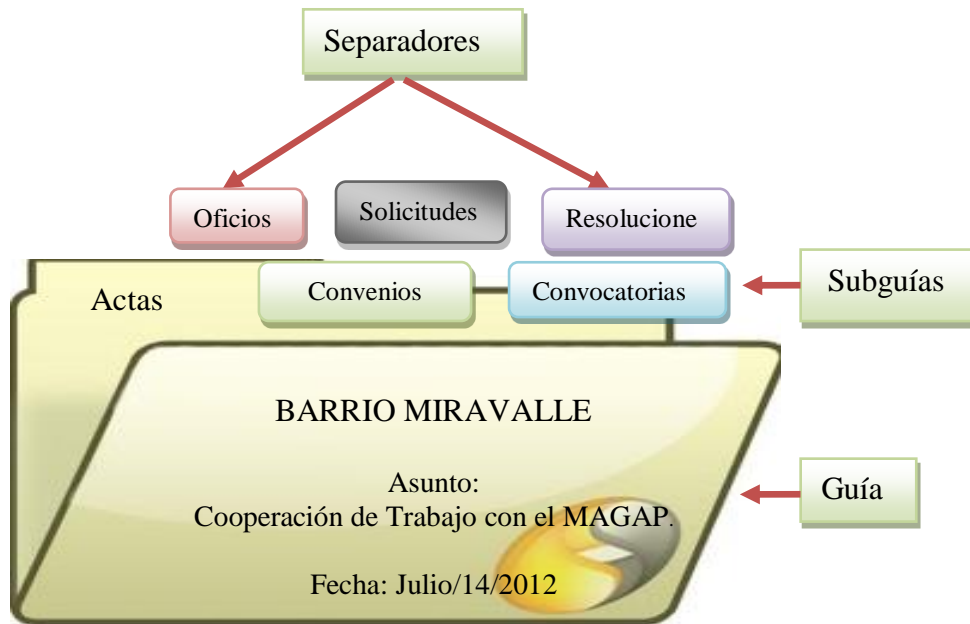 Separadores
Oficios
Solicitudes
Resolucione
Actas
Convenios
Convocatorias
Subguías
BARRIO MIRAVALLE
Asunto:
Cooperación de Trabajo con el MAGAP.
Guía
Fecha: Julio/14/2012